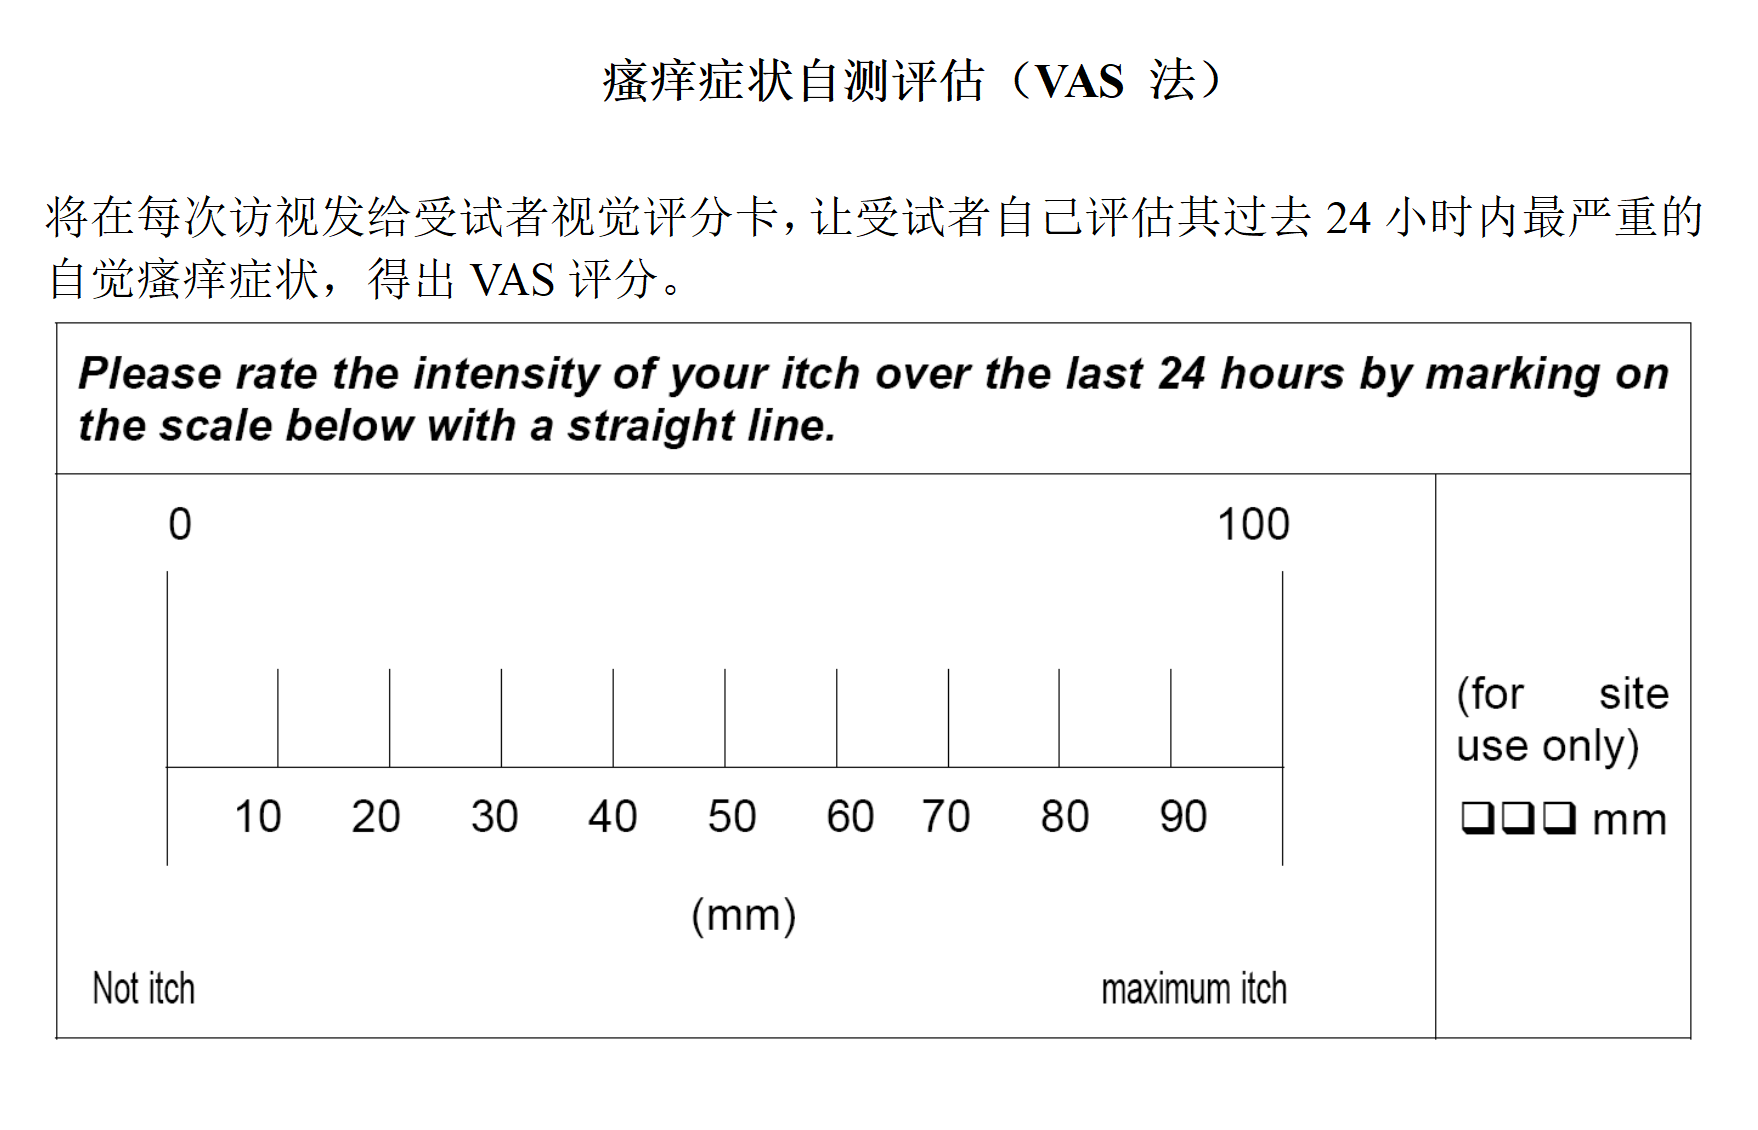 瘙痒症状自测评估（VAS 法）
将在每次访视发给受试者视觉评分卡，让受试者自己评估其过去 24 小时内最严重的
自觉瘙痒症状，得出 VAS 评分。
Please rate the intensity of your itch over the last 24 hours by marking on
the scale below with a straight line.
0 100
10 20 30 40 50 60 70 80 90
(mm)
Not itch maximum itch
(for site
use only)
❑❑❑ mm